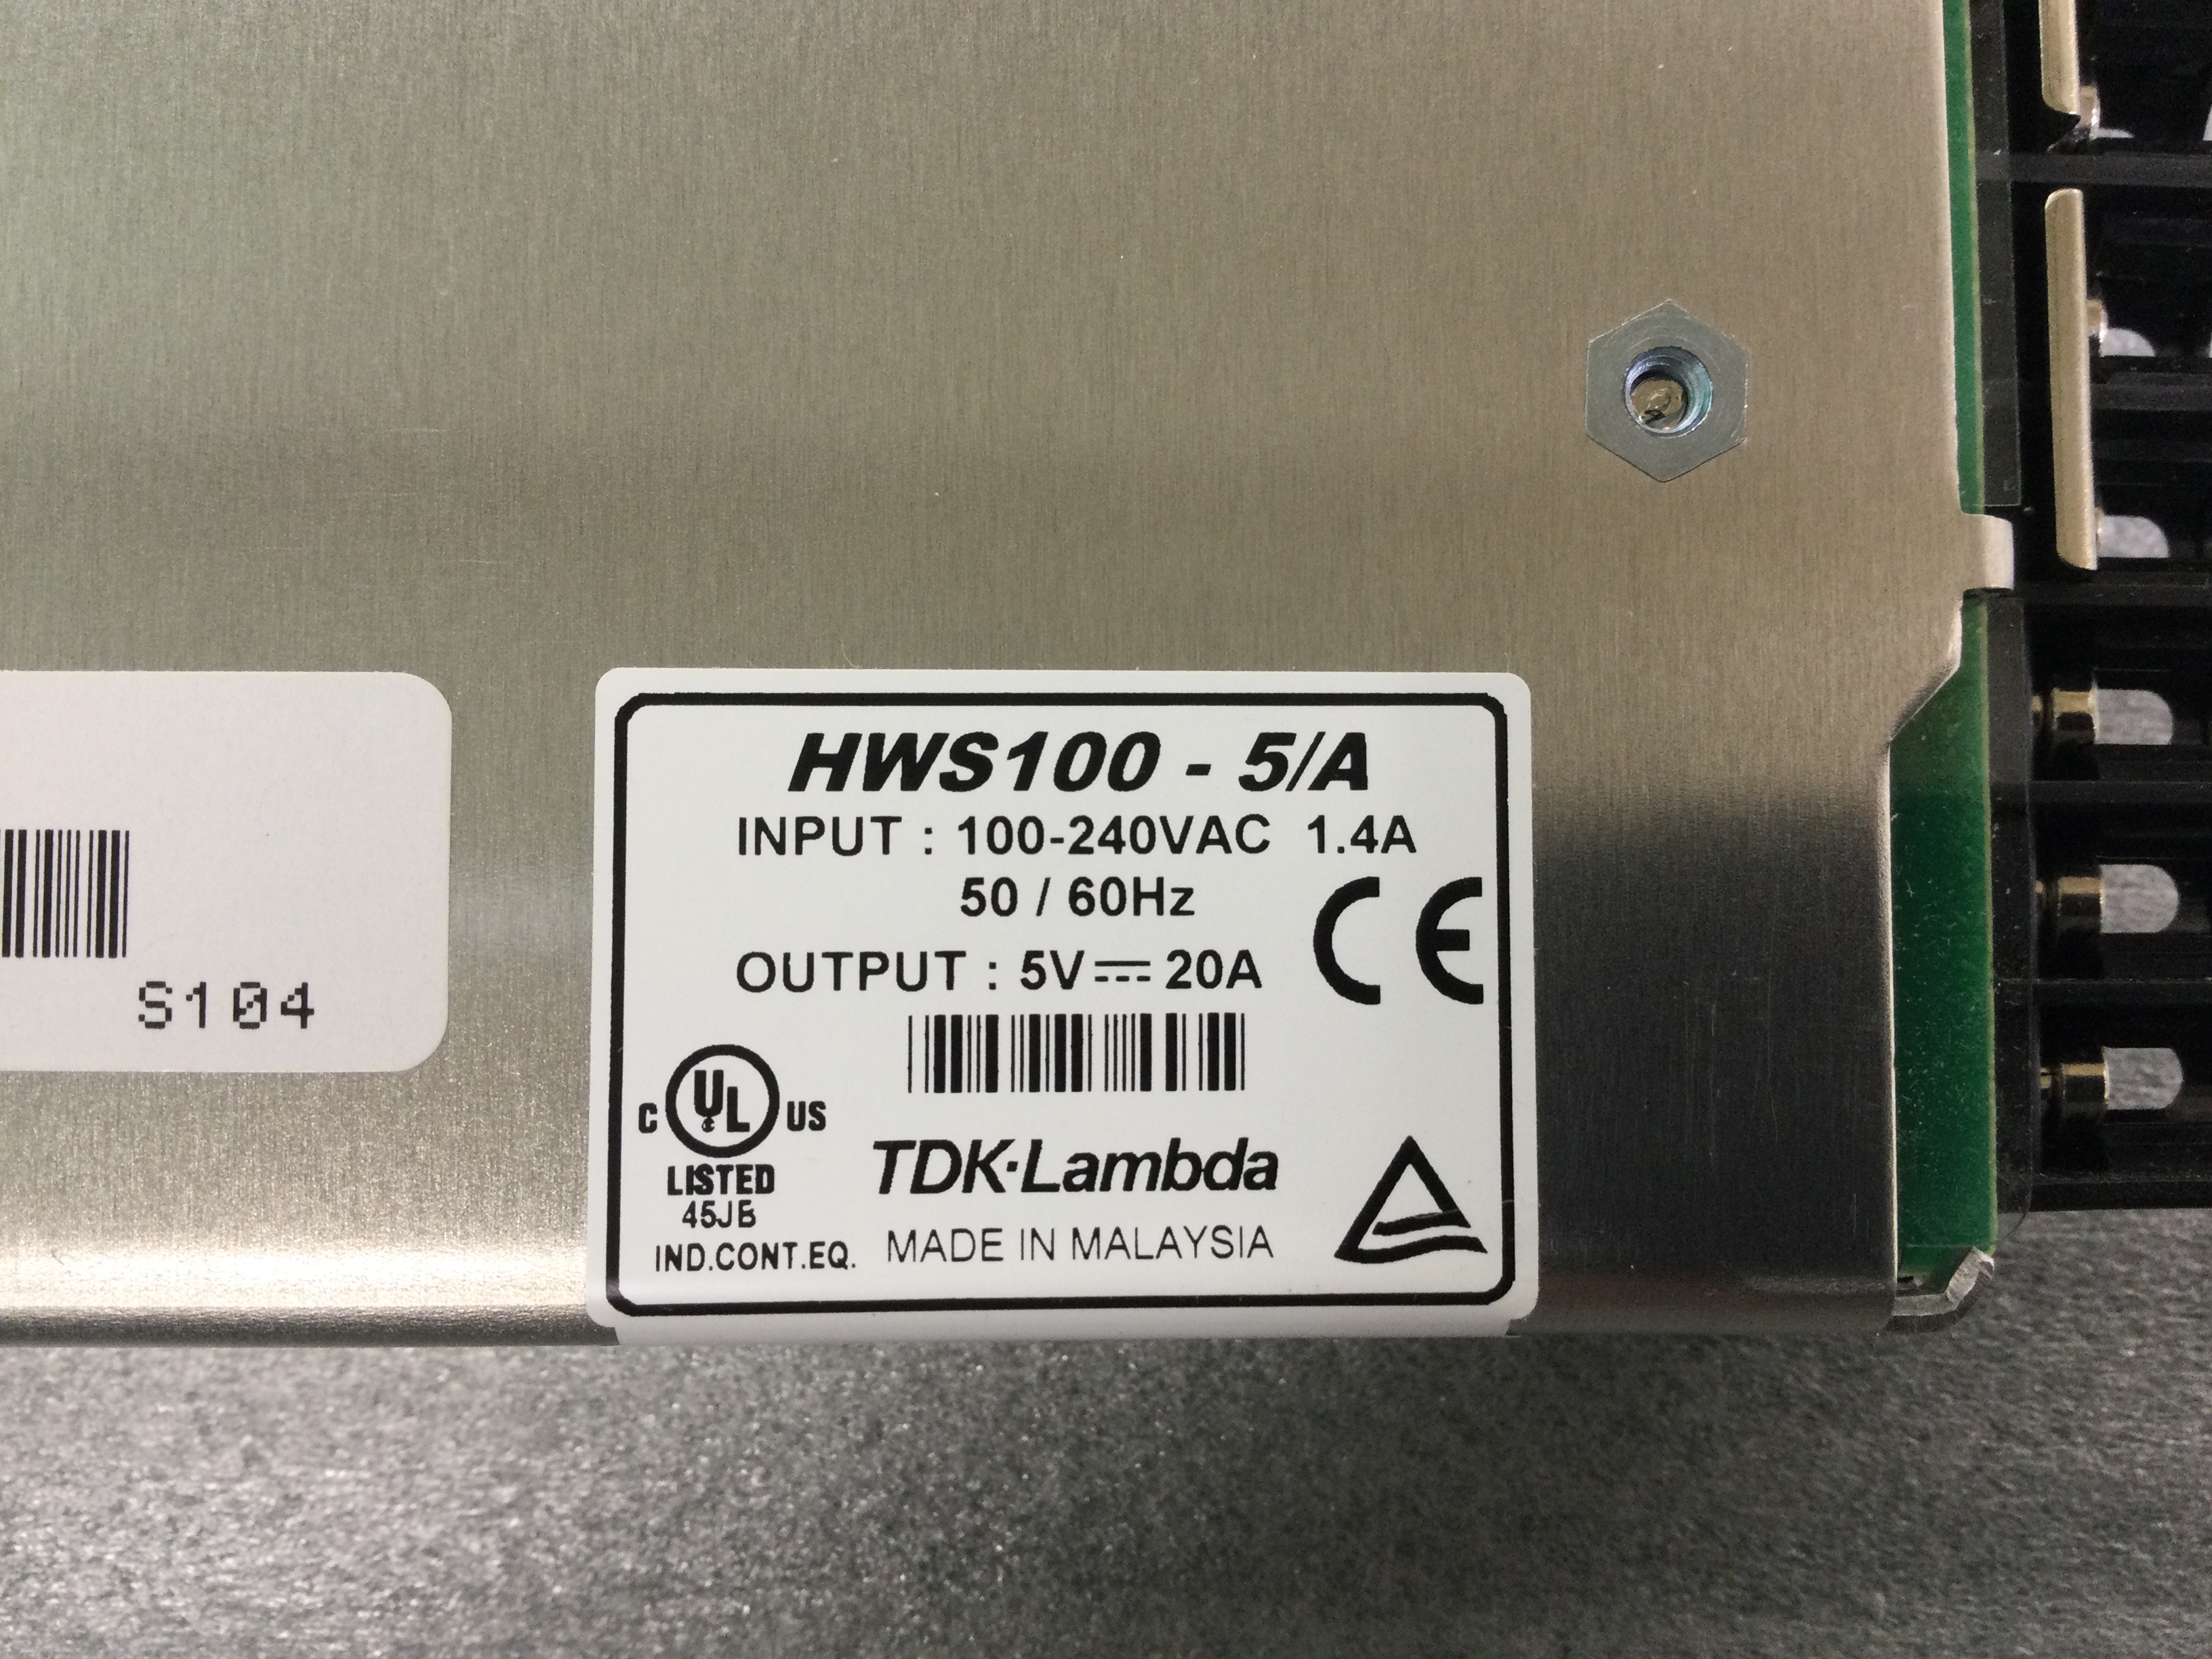 HWS100 - 5/A
INPUT : 100-240VAC 1.4A
50 / 60Hz
OUTPUT : 5V⎓ 20A
CE
S104
C UL US
LISTED
45JB
IND.CONT.EQ.
TDK·Lambda
MADE IN MALAYSIA